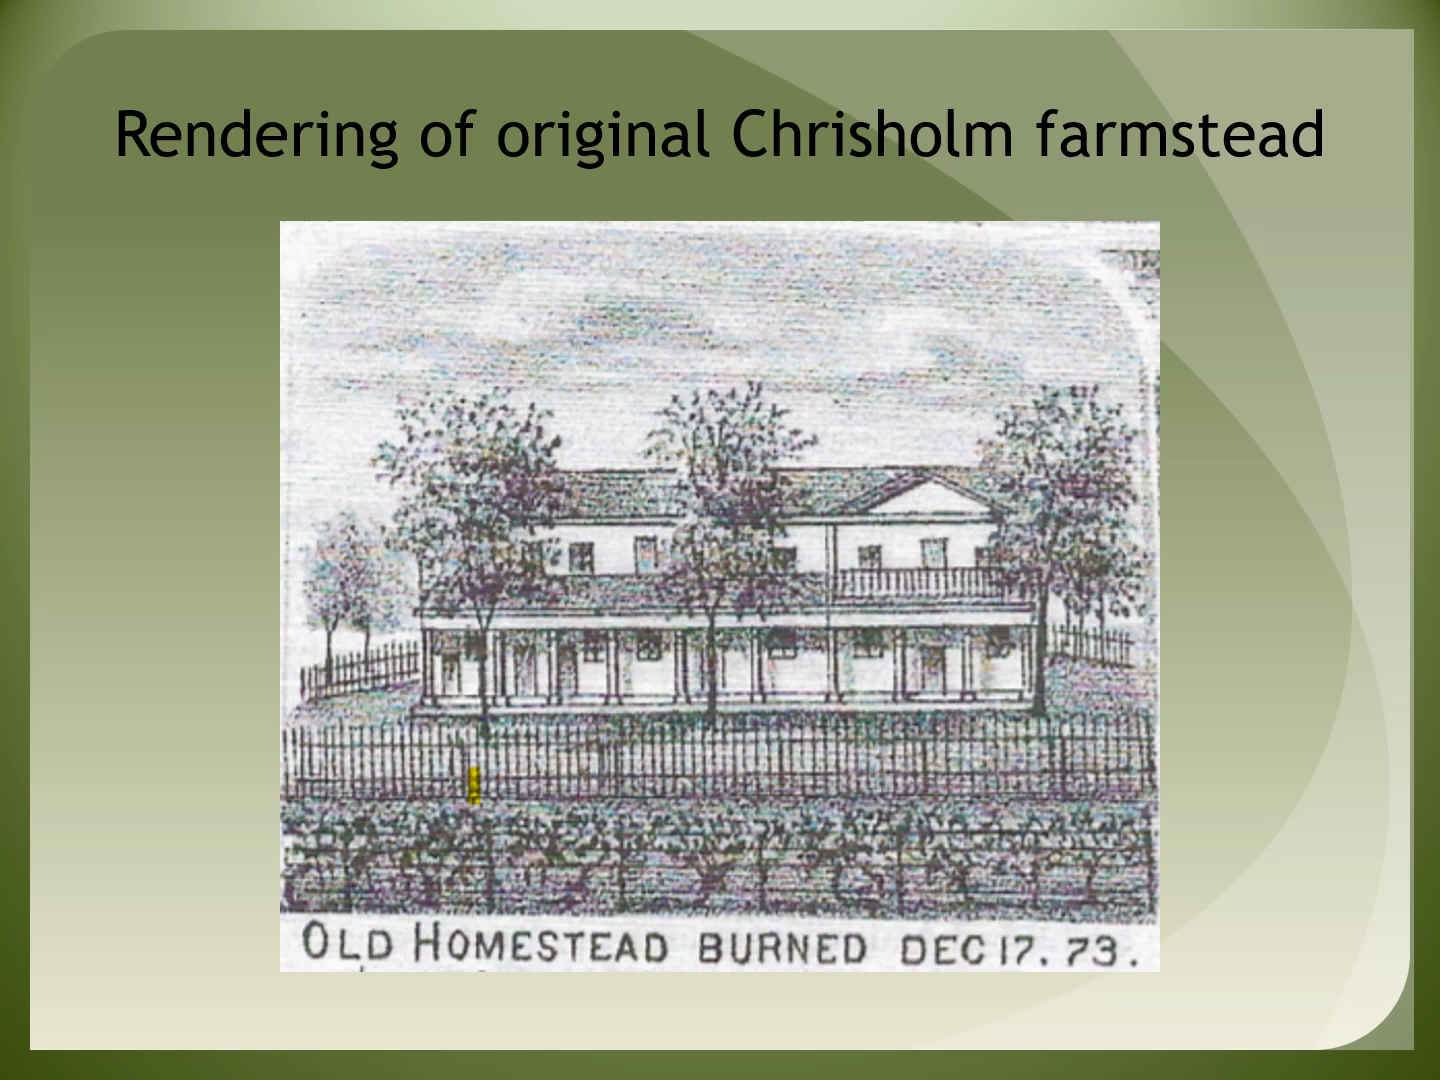 Rendering of original Chrisholm farmstead
OLD HOMESTEAD BURNED DEC 17. 73.